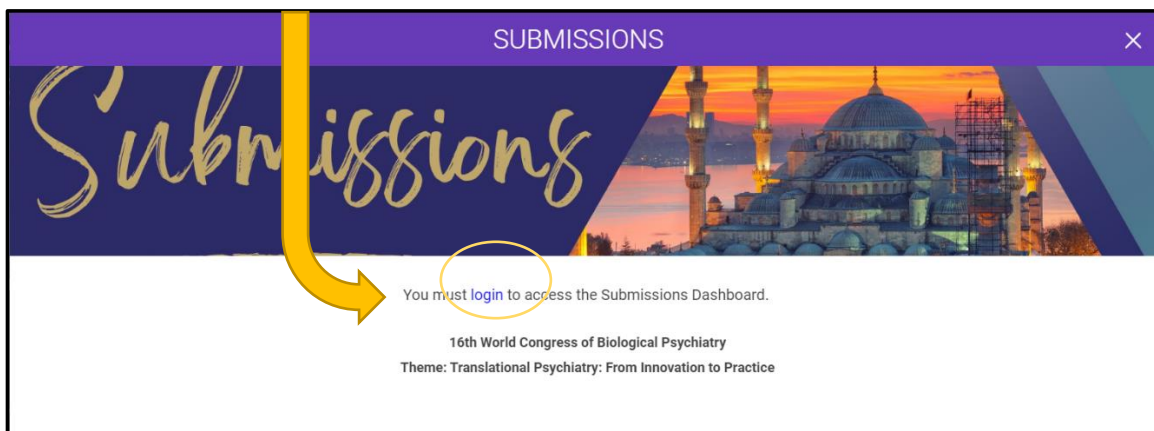 SUBMISSIONS
Submissions
You must login to access the Submissions Dashboard.
16th World Congress of Biological Psychiatry
Theme: Translational Psychiatry: From Innovation to Practice